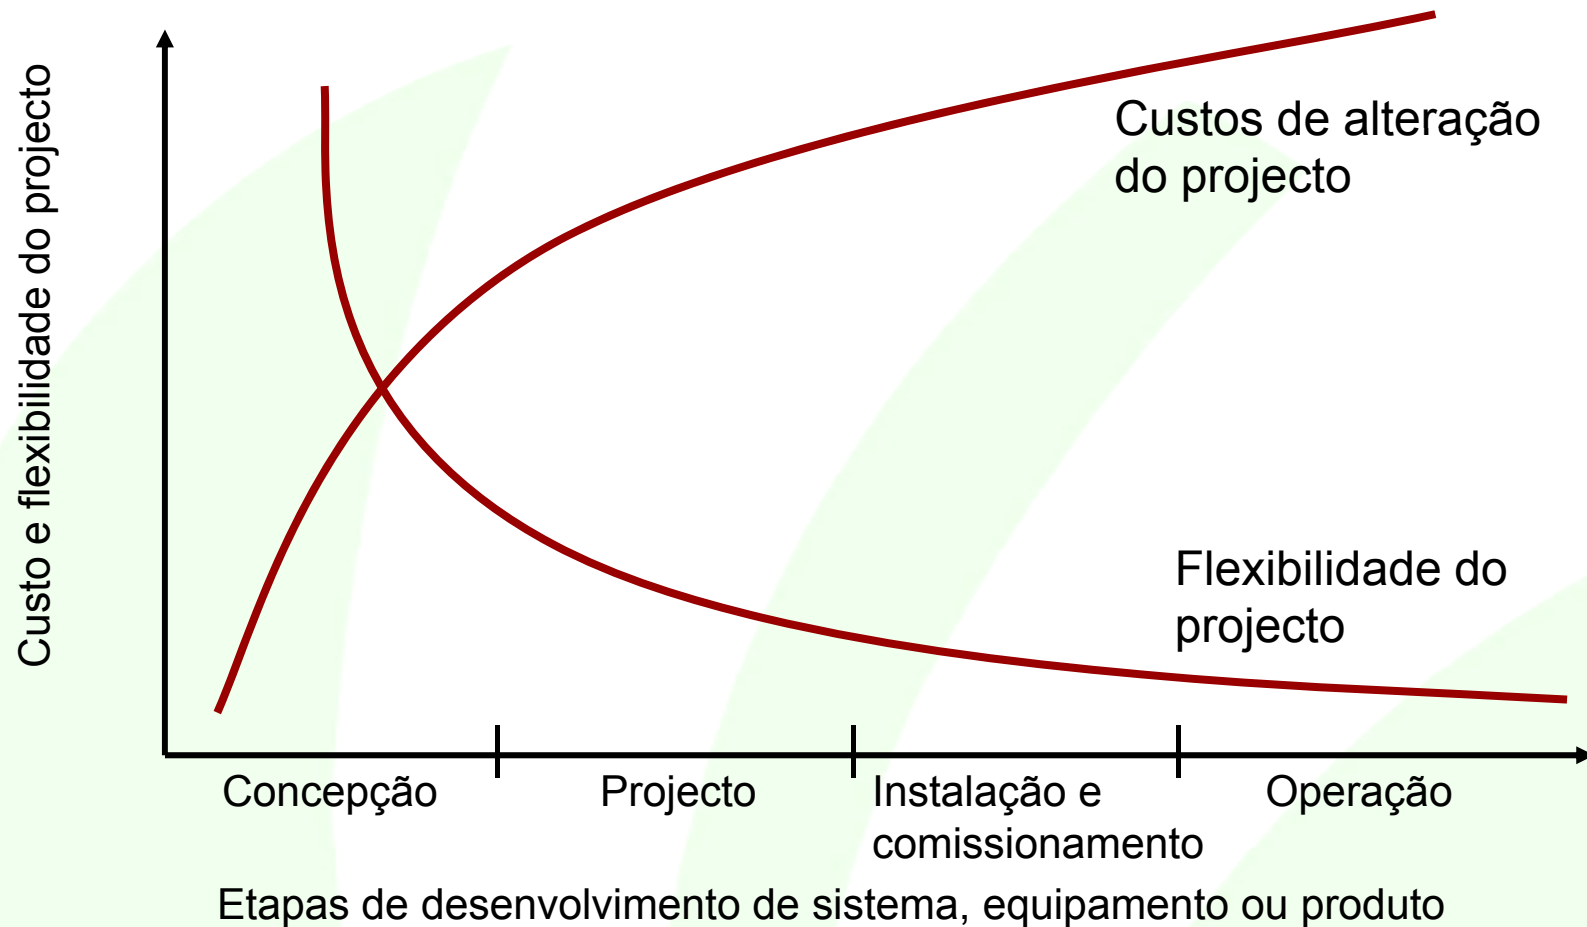 Custo e flexibilidade do projecto
Custos de alteração
do projecto
Flexibilidade do
projecto
Concepção
Projecto
Instalação e
comissionamento
Operação
Etapas de desenvolvimento de sistema, equipamento ou produto